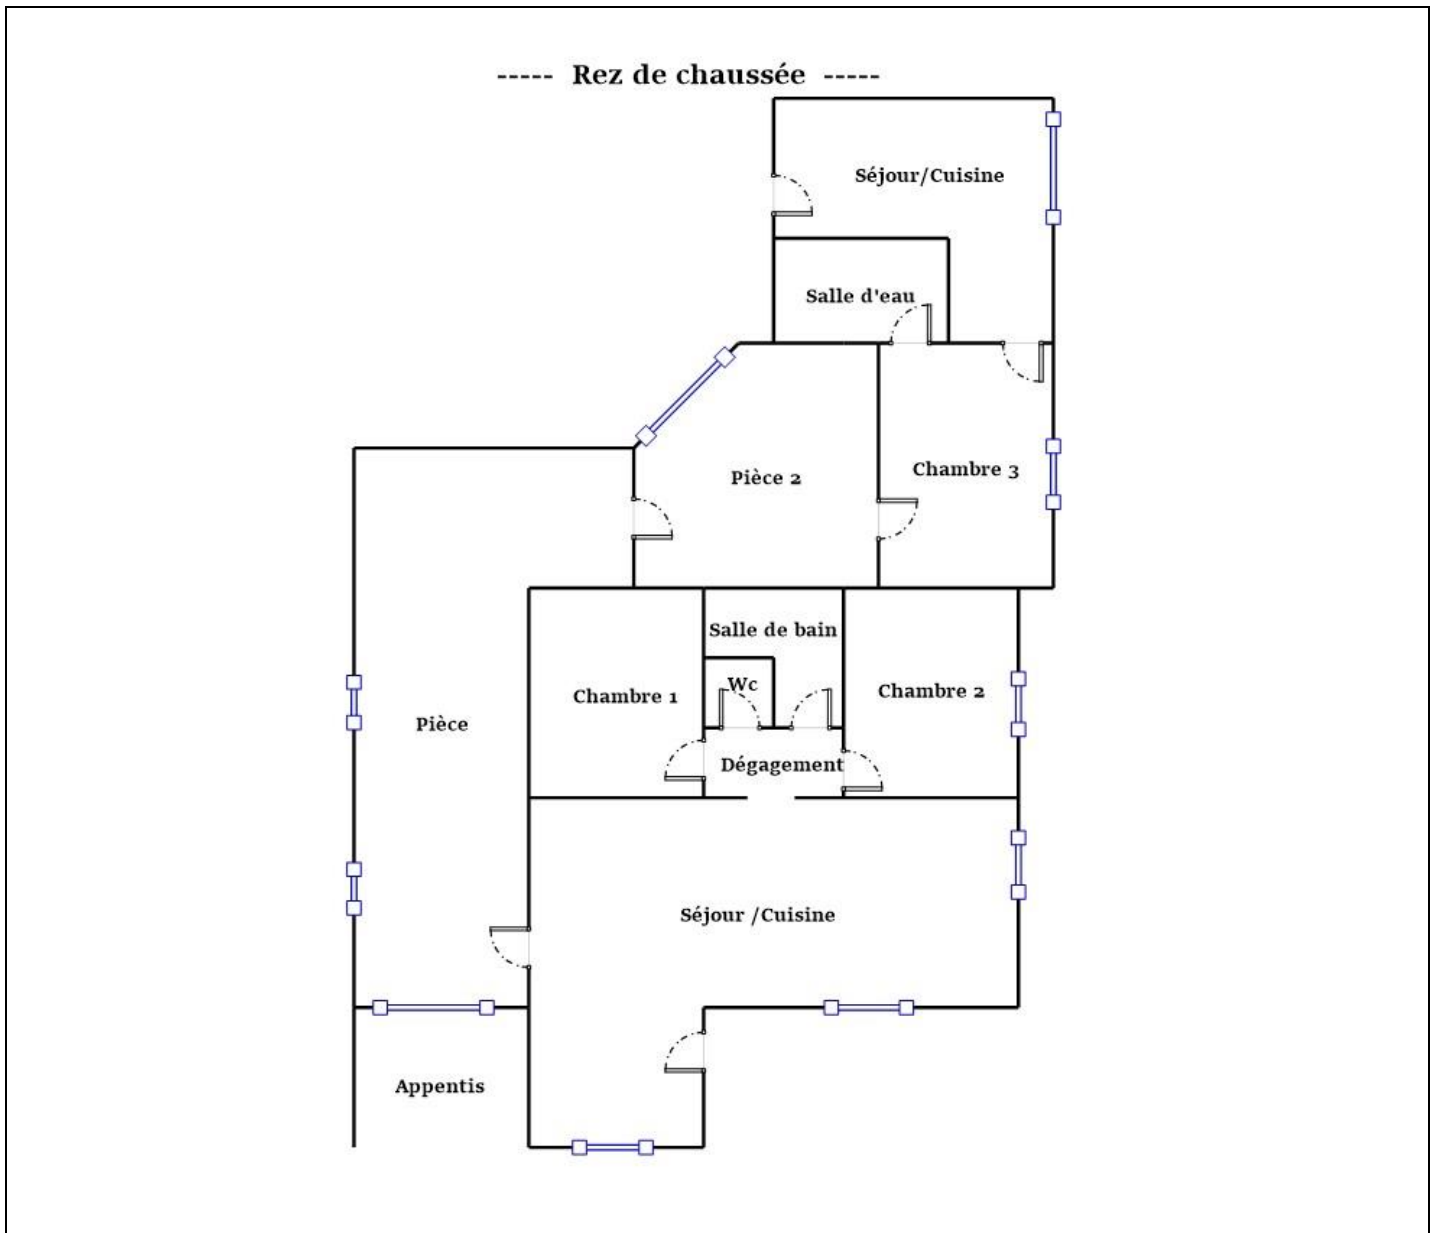 ----- Rez de chaussée -----
Séjour/Cuisine
Salle d'eau
Pièce 2
Chambre 3
Salle de bain
Wc
Chambre 1
Chambre 2
Pièce
Dégagement
Séjour /Cuisine
Appentis